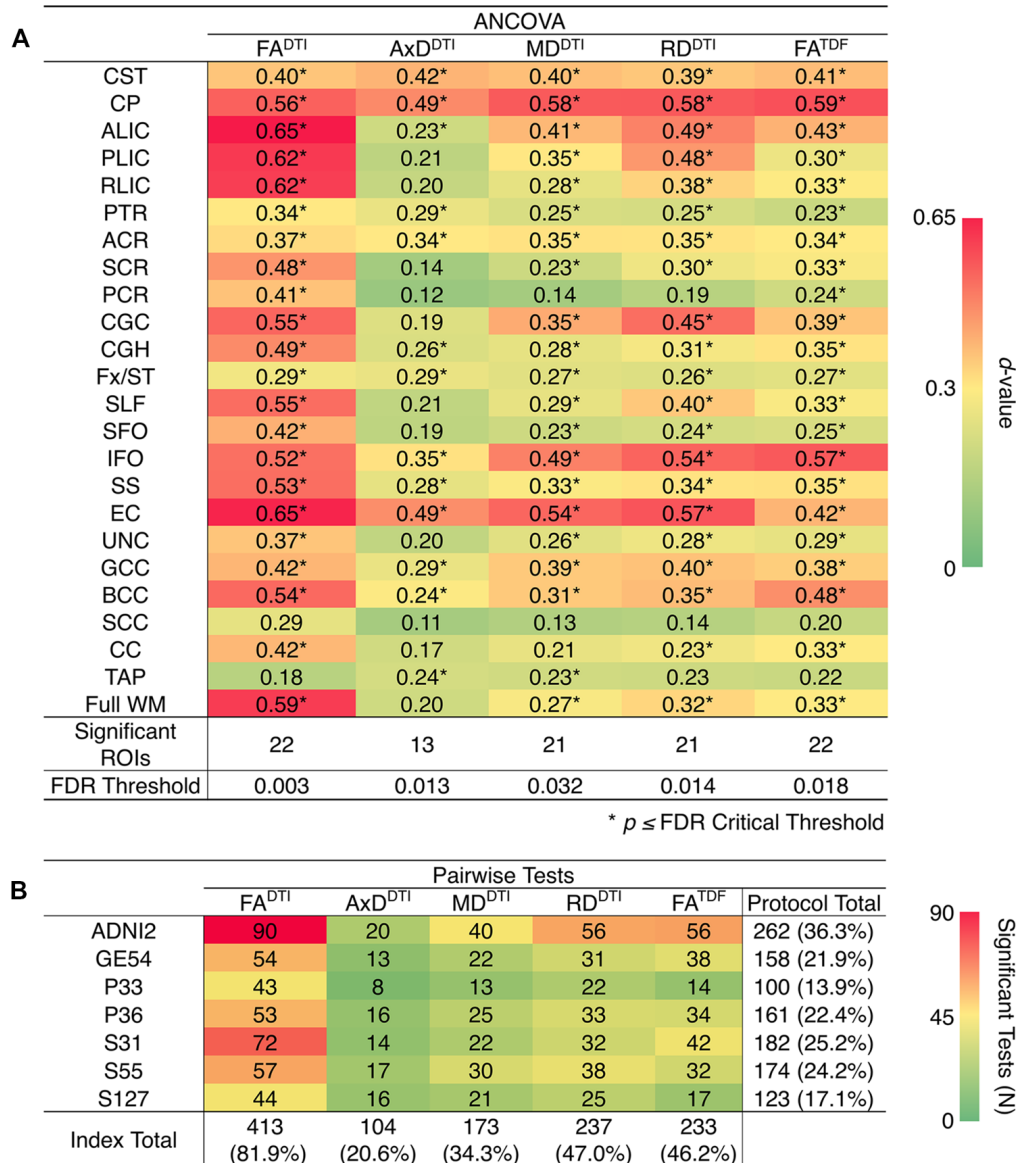 A
ANCOVA
FA^DTI AxD^DTI MD^DTI RD^DTI FA^TDF
CST 0.40* 0.42* 0.40* 0.39* 0.41*
CP 0.56* 0.49* 0.58* 0.58* 0.59*
ALIC 0.65* 0.23* 0.41* 0.49* 0.43*
PLIC 0.62* 0.21 0.35* 0.48* 0.30*
RLIC 0.62* 0.20 0.28* 0.38* 0.33*
PTR 0.34* 0.29* 0.25* 0.25* 0.23*
ACR 0.37* 0.34* 0.35* 0.35* 0.34*
SCR 0.48* 0.14 0.23* 0.30* 0.33*
PCR 0.41* 0.12 0.14 0.19 0.24*
CGC 0.55* 0.19 0.35* 0.45* 0.39*
CGH 0.49* 0.26* 0.28* 0.31* 0.35*
Fx/ST 0.29* 0.29* 0.27* 0.26* 0.27*
SLF 0.55* 0.21 0.29* 0.40* 0.33*
SFO 0.42* 0.19 0.23* 0.24* 0.25*
IFO 0.52* 0.35* 0.49* 0.54* 0.57*
SS 0.53* 0.28* 0.33* 0.34* 0.35*
EC 0.65* 0.49* 0.54* 0.57* 0.42*
UNC 0.37* 0.20 0.26* 0.28* 0.29*
GCC 0.42* 0.29* 0.39* 0.40* 0.38*
BCC 0.54* 0.24* 0.31* 0.35* 0.48*
SCC 0.29 0.11 0.13 0.14 0.20
CC 0.42* 0.17 0.21 0.23* 0.33*
TAP 0.18 0.24* 0.23* 0.23 0.22
Full WM 0.59* 0.20 0.27* 0.32* 0.33*
Significant
ROIs 22 13 21 21 22
FDR Threshold 0.003 0.013 0.032 0.014 0.018
* p ≤ FDR Critical Threshold
0.65
0.3
0
d-value
B
Pairwise Tests
FA^DTI AxD^DTI MD^DTI RD^DTI FA^TDF Protocol Total
ADNI2 90 20 40 56 56 262 (36.3%)
GE54 54 13 22 31 38 158 (21.9%)
P33 43 8 13 22 14 100 (13.9%)
P36 53 16 25 33 34 161 (22.4%)
S31 72 14 22 32 42 182 (25.2%)
S55 57 17 30 38 32 174 (24.2%)
S127 44 16 21 25 17 123 (17.1%)
Index Total 413 104 173 237 233
(81.9%) (20.6%) (34.3%) (47.0%) (46.2%)
90
45
0
Significant Tests (N)